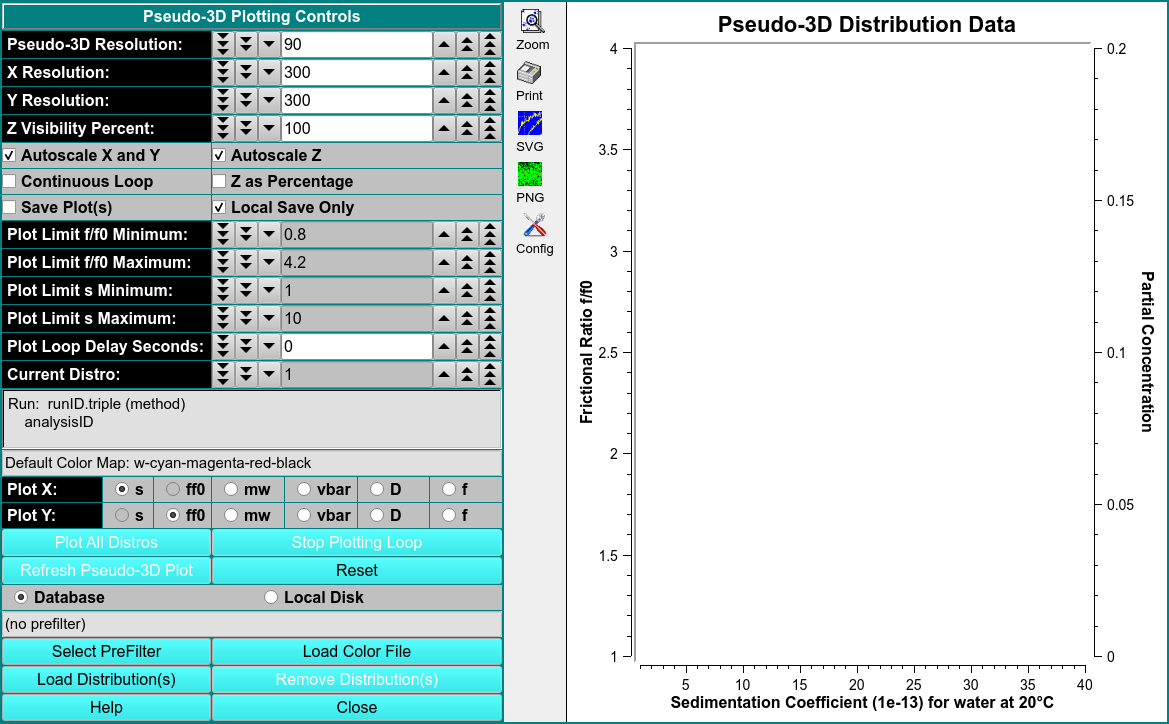 Pseudo-3D Plotting Controls
Pseudo-3D Resolution: 90
X Resolution: 300
Y Resolution: 300
Z Visibility Percent: 100
Autoscale X and Y Autoscale Z
Continuous Loop Z as Percentage
Save Plot(s) Local Save Only
Plot Limit f/f0 Minimum: 0.8
Plot Limit f/f0 Maximum: 4.2
Plot Limit s Minimum: 1
Plot Limit s Maximum: 10
Plot Loop Delay Seconds: 0
Current Distro: 1
Run: runID.triple (method)
analysisID
Default Color Map: w-cyan-magenta-red-black
Plot X: s ff0 mw vbar D f
Plot Y: s ff0 mw vbar D f
Plot All Distros Stop Plotting Loop
Refresh Pseudo-3D Plot Reset
Database Local Disk
(no prefilter)
Select PreFilter Load Color File
Load Distribution(s) Remove Distribution(s)
Help Close
Zoom
Print
SVG
PNG
Config
Pseudo-3D Distribution Data
Frictional Ratio f/f0
4
3.5
3
2.5
2
1.5
1
0.2
0.15
0.1
0.05
0
Partial Concentration
5 10 15 20 25 30 35 40
Sedimentation Coefficient (1e-13) for water at 20°C